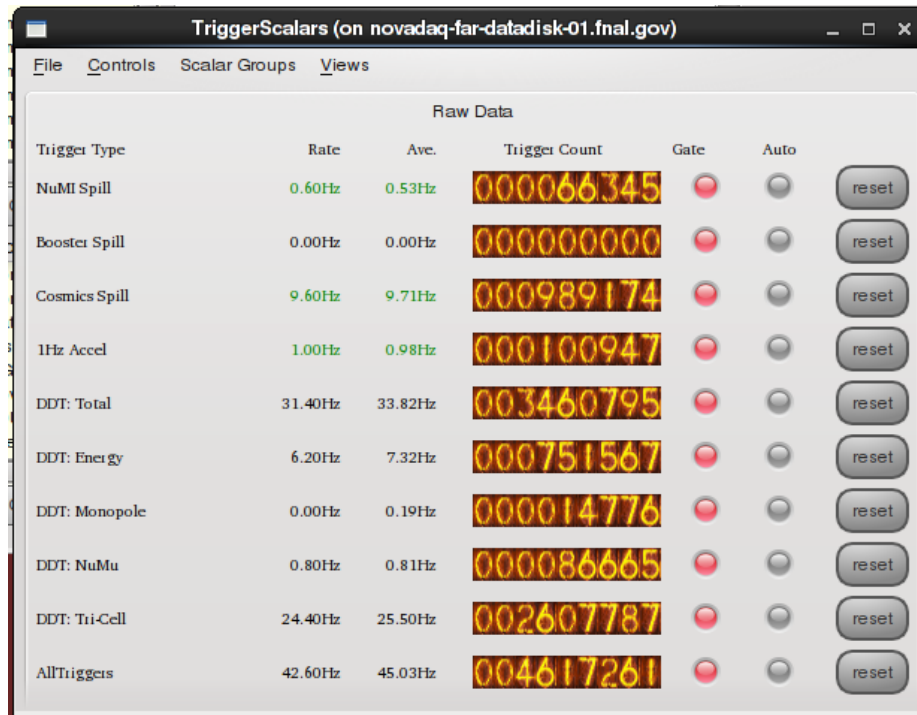 TriggerScalars (on novadaq-far-datadisk-01.fnal.gov)
File Controls Scalar Groups Views
Raw Data
Trigger Type Rate Ave. Trigger Count Gate Auto
NuMI Spill 0.60Hz 0.53Hz 000066345 reset
Booster Spill 0.00Hz 0.00Hz 000000000 reset
Cosmics Spill 9.60Hz 9.71Hz 000989174 reset
1Hz Accel 1.00Hz 0.98Hz 000100947 reset
DDT: Total 31.40Hz 33.82Hz 003460795 reset
DDT: Energy 6.20Hz 7.32Hz 000751567 reset
DDT: Monopole 0.00Hz 0.19Hz 000014776 reset
DDT: NuMu 0.80Hz 0.81Hz 000086665 reset
DDT: Tri-Cell 24.40Hz 25.50Hz 002607787 reset
AllTriggers 42.60Hz 45.03Hz 004617261 reset